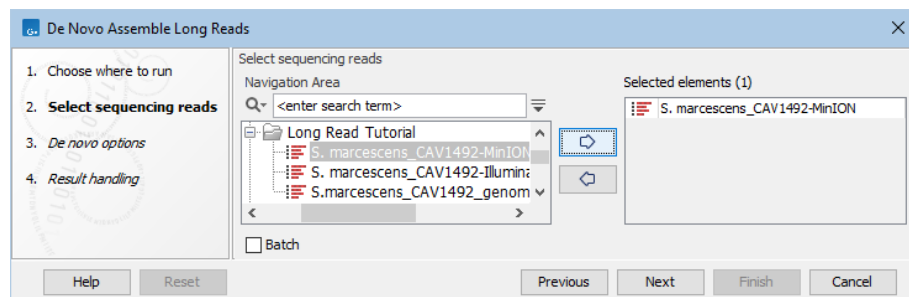 De Novo Assemble Long Reads
1. Choose where to run
2. Select sequencing reads
3. De novo options
4. Result handling
Select sequencing reads
Navigation Area
<enter search term>
Long Read Tutorial
S. marcescens_CAV1492-MinION
S. marcescens_CAV1492-Illumina
S.marcescens_CAV1492_genom
Batch
Selected elements (1)
S. marcescens_CAV1492-MinION
Help
Reset
Previous
Next
Finish
Cancel